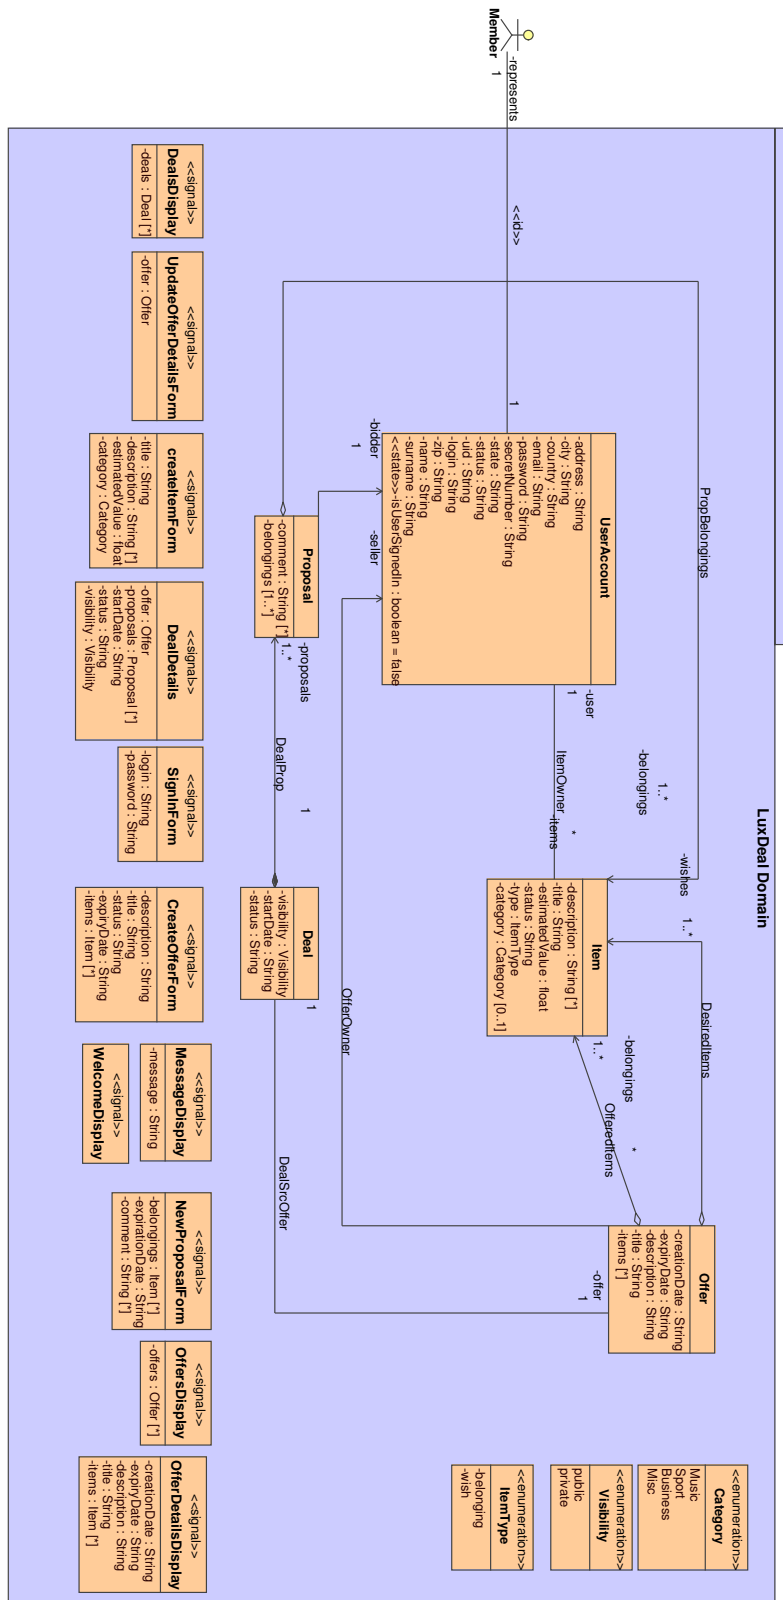 LuxDeal Domain
Member
-represents
1
<<id>>
1
UserAccount
-address : String
-city : String
-country : String
-email : String
-password : String
-secretNumber : String
-state : String
-status : String
-uid : String
-login : String
-zip : String
-name : String
-surname : String
<<state>>-isUserSignedIn : boolean = false
-user
1
ItemOwner
-items
*
PropBelongings
-belongings
1..*
-wishes
1..*
DesiredItems
Item
-description : String [*]
-title : String
-estimatedValue : float
-status : String
-type : ItemType
-category : Category [0..1]
1..*
-belongings
OfferedItems
*
Offer
-creationDate : String
-expiryDate : String
-description : String
-title : String
-items [*]
-offer
1
<<enumeration>>
Category
Music
Sport
Business
Misc
<<enumeration>>
Visibility
public
private
<<enumeration>>
ItemType
-belonging
-wish
-bidder
1
-seller
OfferOwner
Proposal
-comment : String [*]
-belongings [1..*]
-proposals
1..*
DealProp
1
Deal
-visibility : Visibility
-startDate : String
-status : String
1
DealSrcOffer
<<signal>>
DealsDisplay
-deals : Deal [*]
<<signal>>
UpdateOfferDetailsForm
-offer : Offer
<<signal>>
createItemForm
-title : String
-description : String [*]
-estimatedValue : float
-category : Category
<<signal>>
DealDetails
-offer : Offer
-proposals : Proposal [*]
-startDate : String
-status : String
-visibility : Visibility
<<signal>>
SignInForm
-login : String
-password : String
<<signal>>
CreateOfferForm
-description : String
-title : String
-status : String
-expiryDate : String
-items : Item [*]
<<signal>>
MessageDisplay
-message : String
<<signal>>
WelcomeDisplay
<<signal>>
NewProposalForm
-belongings : Item [*]
-expirationDate : String
-comment : String [*]
<<signal>>
OffersDisplay
-offers : Offer [*]
<<signal>>
OfferDetailsDisplay
-creationDate : String
-expiryDate : String
-description : String
-title : String
-items : Item [*]